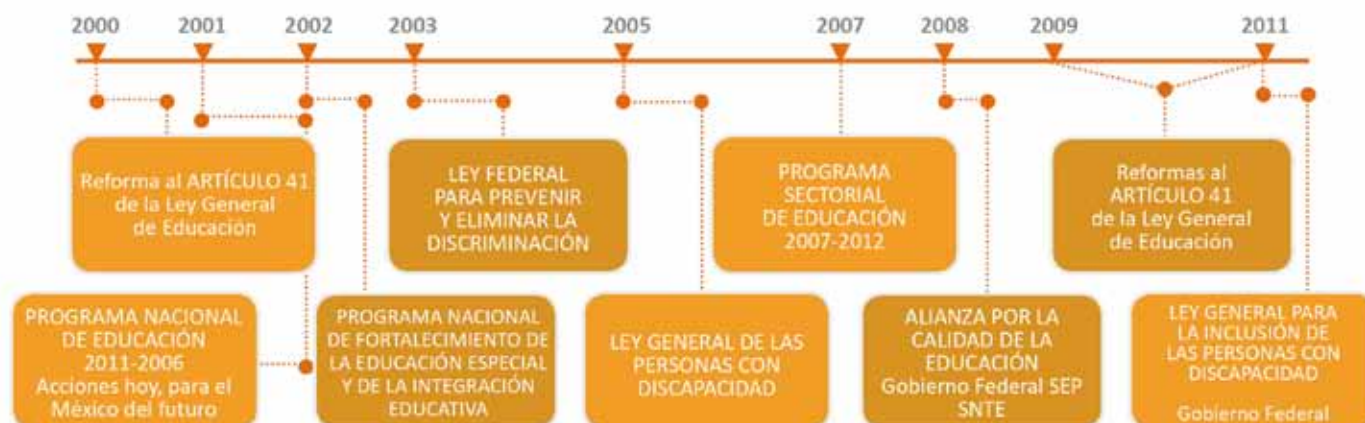 2000 2001 2002 2003 2005 2007 2008 2009 2011
Reforma al ARTÍCULO 41
de la Ley General
de Educación
LEY FEDERAL
PARA PREVENIR
Y ELIMINAR LA
DISCRIMINACIÓN
PROGRAMA
SECTORIAL
DE EDUCACIÓN
2007-2012
Reformas al
ARTÍCULO 41
de la Ley General
de Educación
PROGRAMA NACIONAL
DE EDUCACIÓN
2011-2006
Acciones hoy, para el
México del futuro
PROGRAMA NACIONAL
DE FORTALECIMIENTO DE
LA EDUCACIÓN ESPECIAL
Y DE LA INTEGRACIÓN
EDUCATIVA
LEY GENERAL DE LAS
PERSONAS CON
DISCAPACIDAD
ALIANZA POR LA
CALIDAD DE LA
EDUCACIÓN
Gobierno Federal SEP
SNTE
LEY GENERAL PARA
LA INCLUSIÓN DE
LAS PERSONAS CON
DISCAPACIDAD
Gobierno Federal